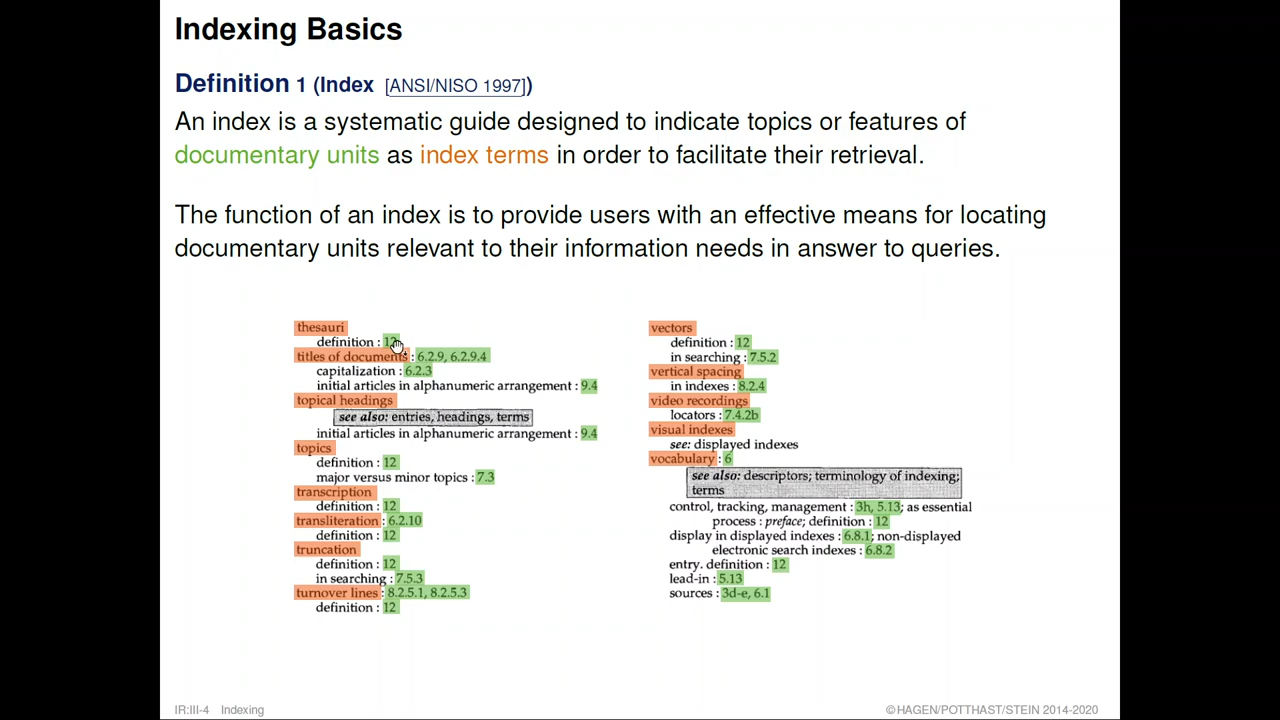 Indexing Basics
Definition 1 (Index [ANSI/NISO 1997])
An index is a systematic guide designed to indicate topics or features of
documentary units as index terms in order to facilitate their retrieval.
The function of an index is to provide users with an effective means for locating
documentary units relevant to their information needs in answer to queries.
thesauri
definition : 12
titles of documents : 6.2.9, 6.2.9.4
capitalization : 6.2.3
initial articles in alphanumeric arrangement : 9.4
topical headings
see also: entries, headings, terms
initial articles in alphanumeric arrangement : 9.4
topics
definition : 12
major versus minor topics : 7.3
transcription
definition : 12
transliteration : 6.2.10
definition : 12
truncation
definition : 12
in searching : 7.5.3
turnover lines : 8.2.5.1, 8.2.5.3
definition : 12
vectors
definition : 12
in searching : 7.5.2
vertical spacing
in indexes : 8.2.4
video recordings
locators : 7.4.2b
visual indexes
see: displayed indexes
vocabulary : 6
see also: descriptors; terminology of indexing;
terms
control, tracking, management : 3h, 5.13; as essential
process : preface; definition : 12
display in displayed indexes : 6.8.1; non-displayed
electronic search indexes : 6.8.2
entry. definition : 12
lead-in : 5.13
sources : 3d-e, 6.1
IR:III-4 Indexing
©HAGEN/POTTHAST/STEIN 2014-2020